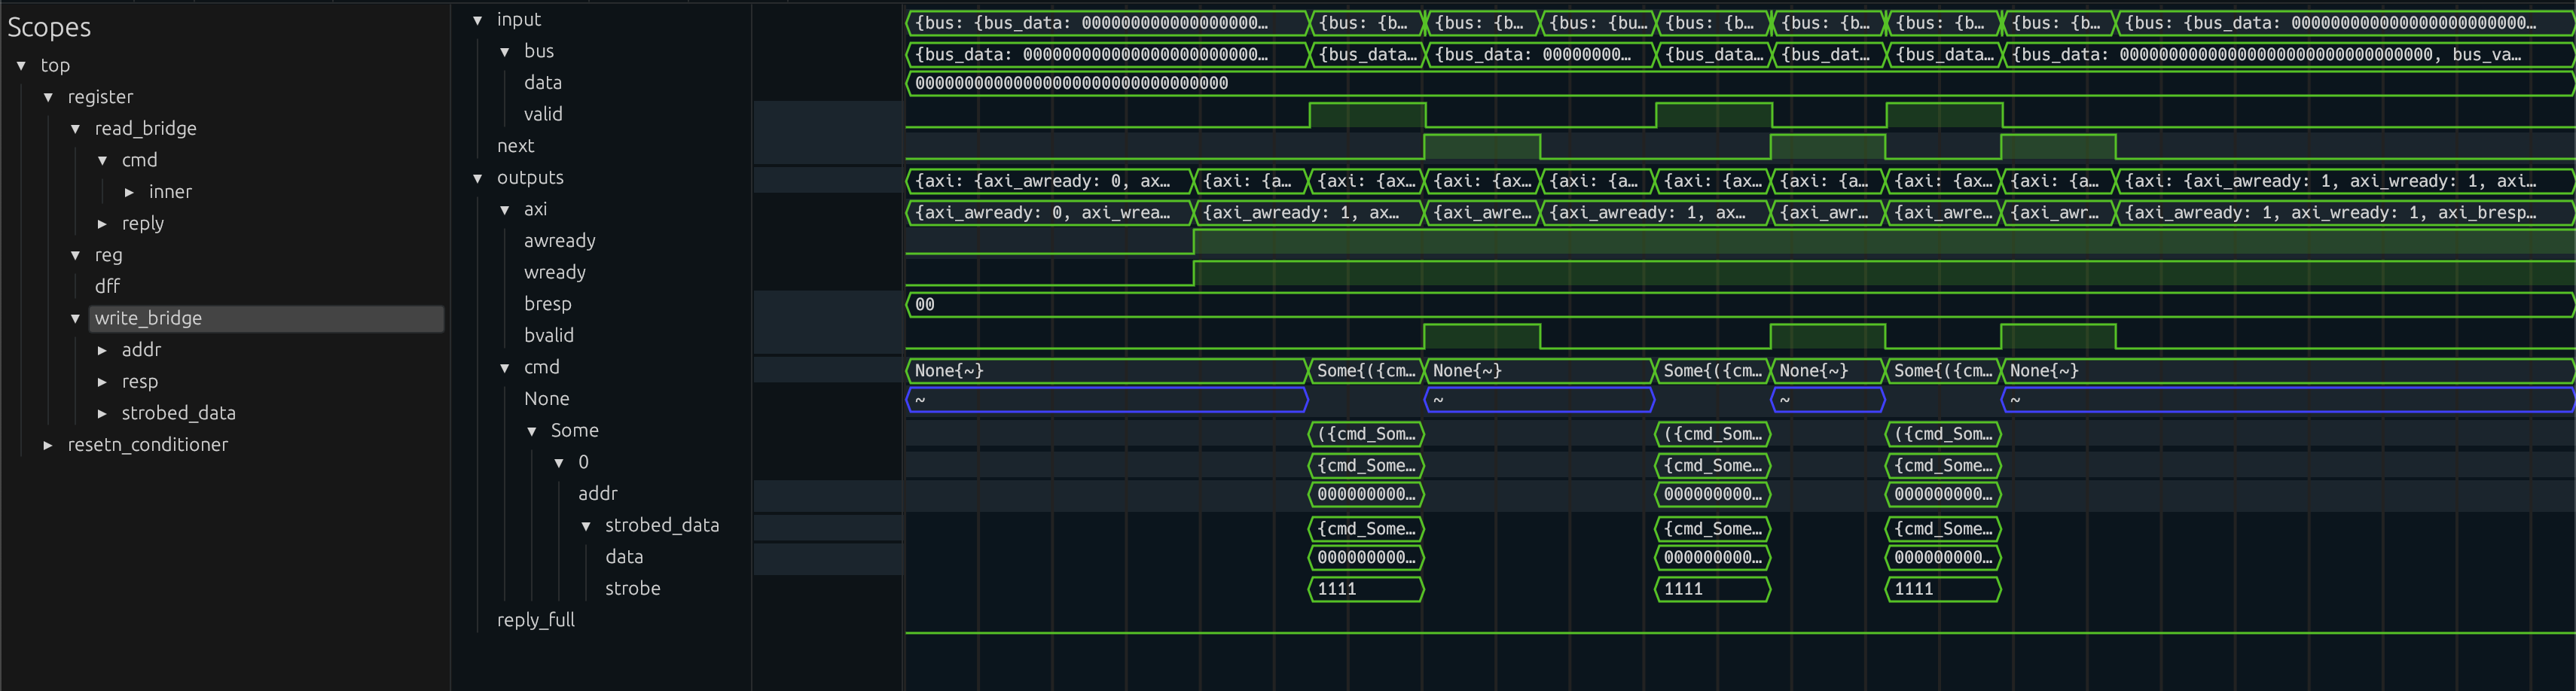 Scopes
top
register
read_bridge
cmd
inner
reply
reg
dff
write_bridge
addr
resp
strobed_data
resetn_conditioner
input {bus: {bus_data: 0000000000000000… {bus: {b… {bus: {b… {bus: {bu… {bus: {b… {bus: {b… {bus: {b… {bus: {b… {bus: {bus_data: 0000000000000000000000…
bus {bus_data: 0000000000000000000000… {bus_data… {bus_data: 00000000… {bus_data… {bus_dat… {bus_data… {bus_data: 00000000000000000000000000000000, bus_va…
data 00000000000000000000000000000000
valid
next
outputs {axi: {axi_awready: 0, ax… {axi: {a… {axi: {ax… {axi: {ax… {axi: {a… {axi: {ax… {axi: {a… {axi: {ax… {axi: {a… {axi: {axi_awready: 1, axi_wready: 1, axi…
axi {axi_awready: 0, axi_wrea… {axi_awready: 1, ax… {axi_awre… {axi_awready: 1, ax… {axi_awr… {axi_awre… {axi_awr… {axi_awready: 1, axi_wready: 1, axi_bresp…
awready
wready
bresp 00
bvalid
cmd None{~} Some{({cm… None{~} Some{({cm… None{~} Some{({cm… None{~}
None ~ ~ ~ ~
Some ({cmd_Som… ({cmd_Som… ({cmd_Som…
0 {cmd_Some… {cmd_Some… {cmd_Some…
addr 000000000… 000000000… 000000000…
strobed_data {cmd_Some… {cmd_Some… {cmd_Some…
data 000000000… 000000000… 000000000…
strobe 1111 1111 1111
reply_full